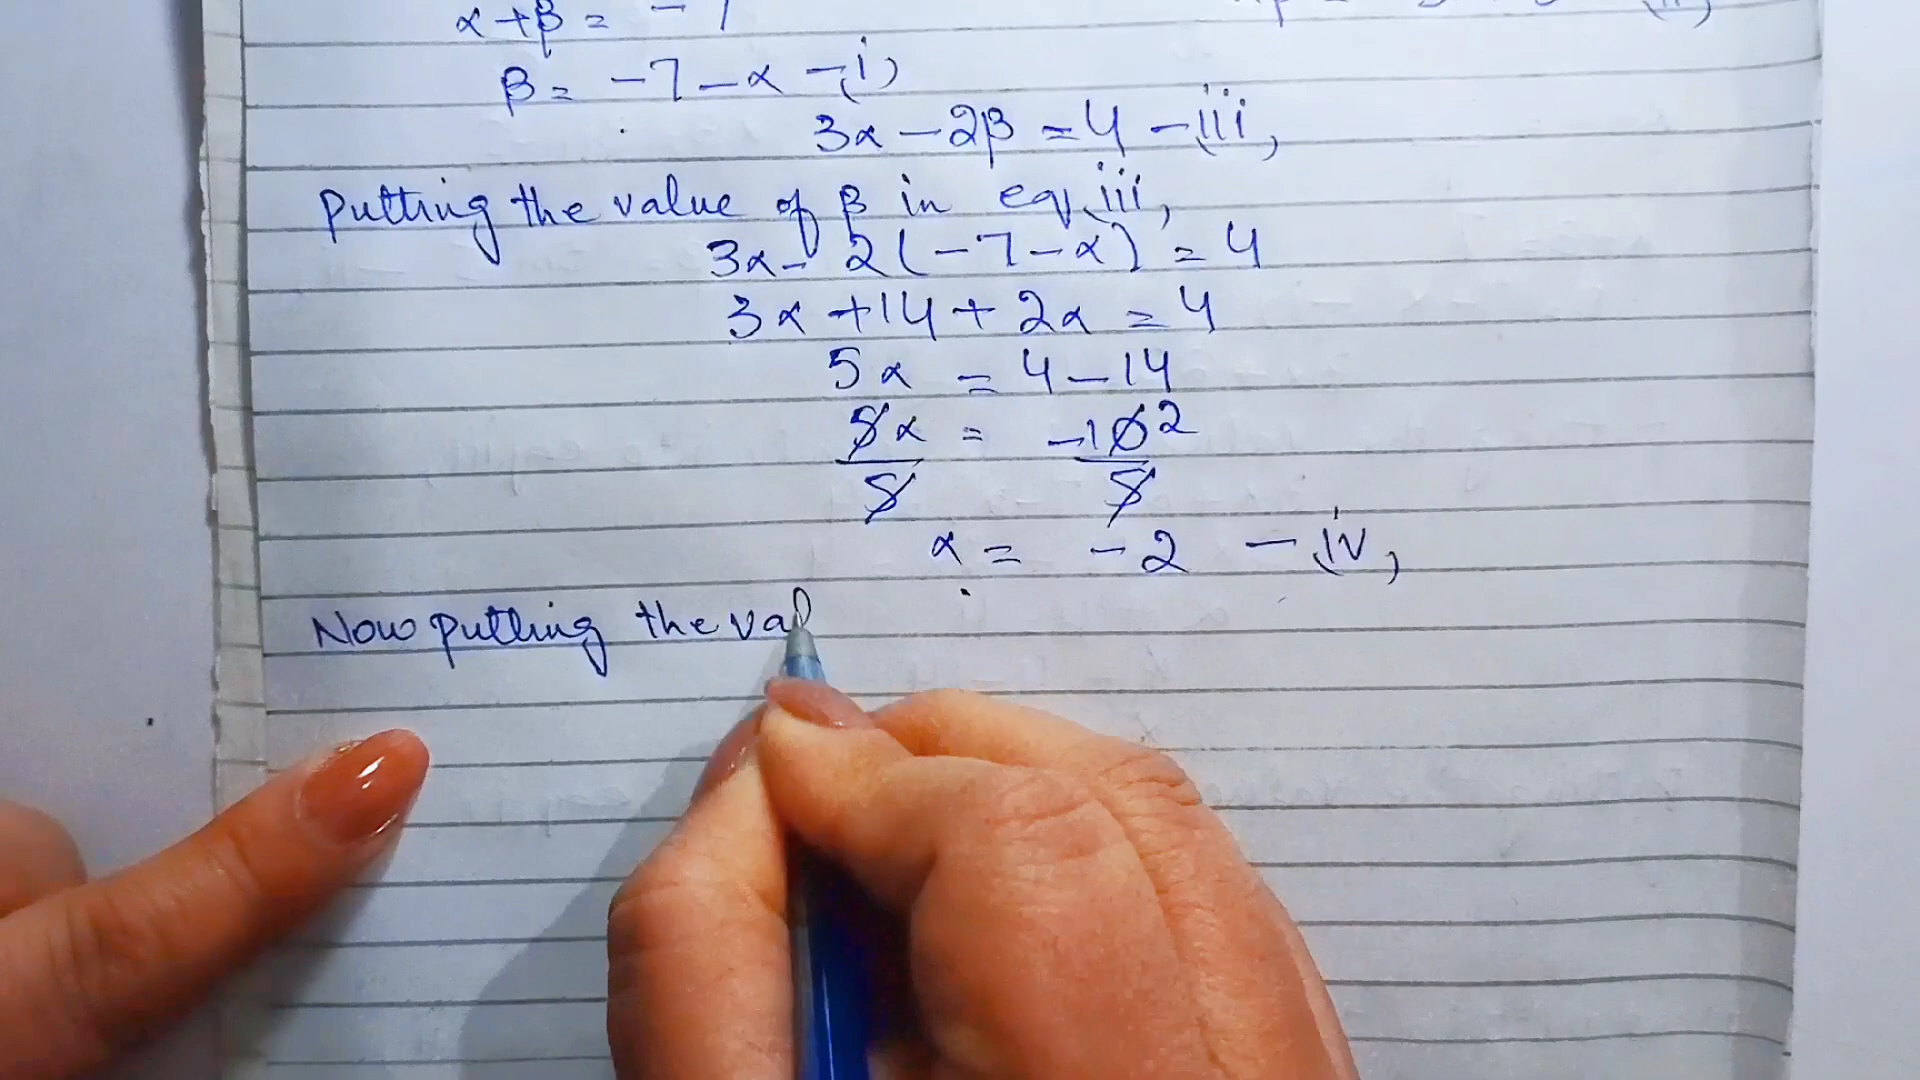 α + β = - 7
β = -7 - α - (i)
3α - 2β = 4 - (iii)
Putting the value of β in eq (iii)
3α - 2(-7-α) = 4
3α + 14 + 2α = 4
5α = 4 - 14
5α/5 = -10/5 2
α = -2 - (iv)
Now putting the val